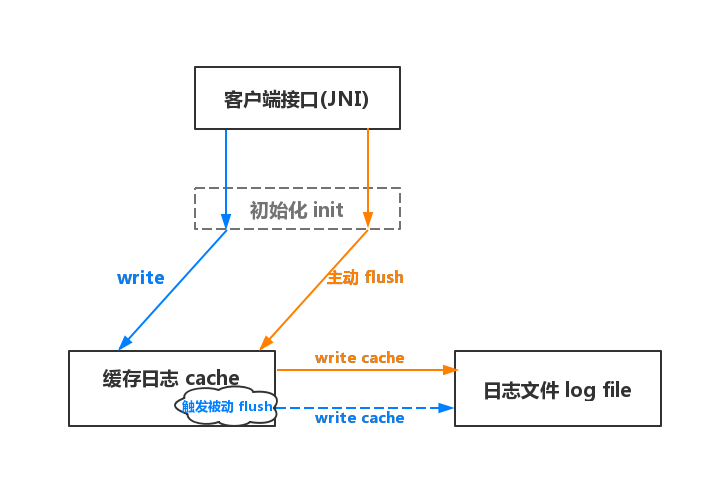 客户端接口(JNI)
初始化 init
write
主动 flush
缓存日志 cache
触发被动 flush
write cache
write cache
日志文件 log file